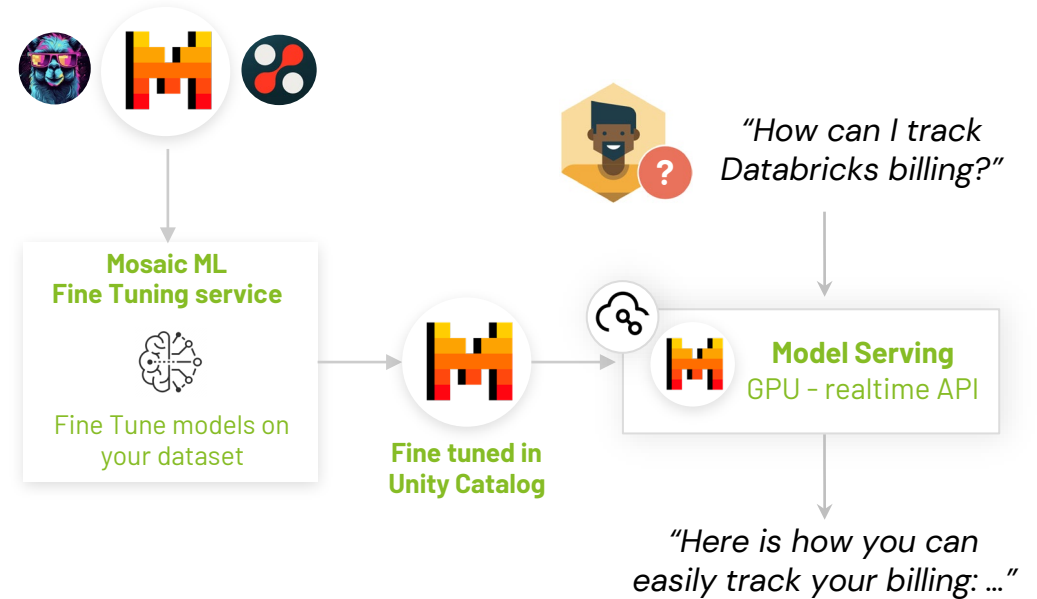 “How can I track
Databricks billing?”
?
Mosaic ML
Fine Tuning service
Fine Tune models on
your dataset
Fine tuned in
Unity Catalog
Model Serving
GPU - realtime API
“Here is how you can
easily track your billing: ...”